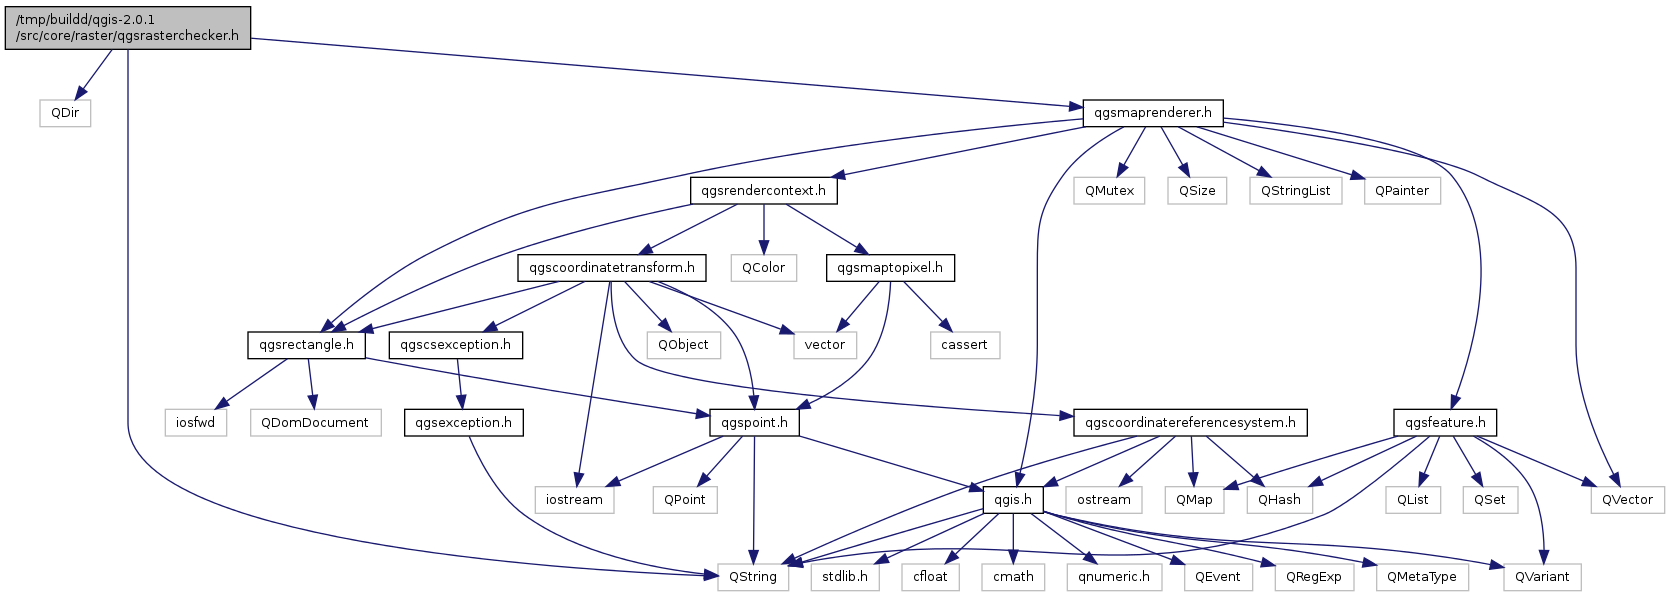 /tmp/buildd/qgis-2.0.1
/src/core/raster/qgsrasterchecker.h
QDir
qgsmaprenderer.h
qgsrendercontext.h
QMutex
QSize
QStringList
QPainter
qgscoordinatetransform.h
QColor
qgsmaptopixel.h
qgsrectangle.h
qgscsexception.h
QObject
vector
cassert
iosfwd
QDomDocument
qgsexception.h
qgspoint.h
qgscoordinatereferencesystem.h
qgsfeature.h
iostream
QPoint
qgis.h
ostream
QMap
QHash
QList
QSet
QVector
QString
stdlib.h
cfloat
cmath
qnumeric.h
QEvent
QRegExp
QMetaType
QVariant